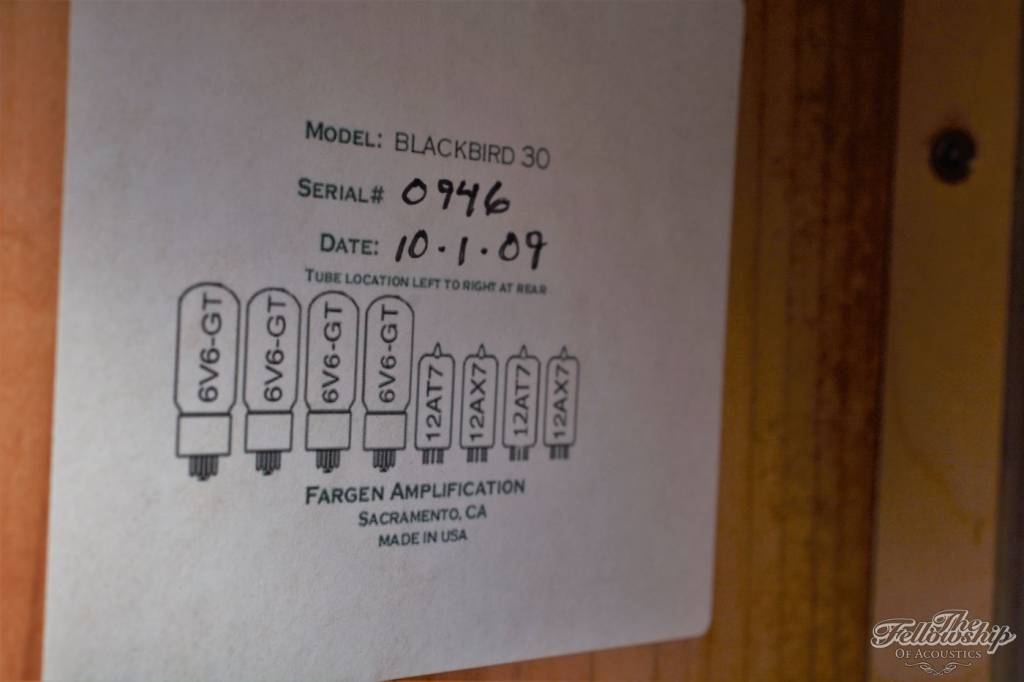 MODEL: BLACKBIRD 30
SERIAL# 0946
DATE: 10.1.09
TUBE LOCATION LEFT TO RIGHT AT REAR
6V6-GT 6V6-GT 6V6-GT 6V6-GT 12AT7 12AX7 12AT7 12AX7
FARGEN AMPLIFICATION
SACRAMENTO, CA
MADE IN USA
The
Fellowship
OF ACOUSTICS